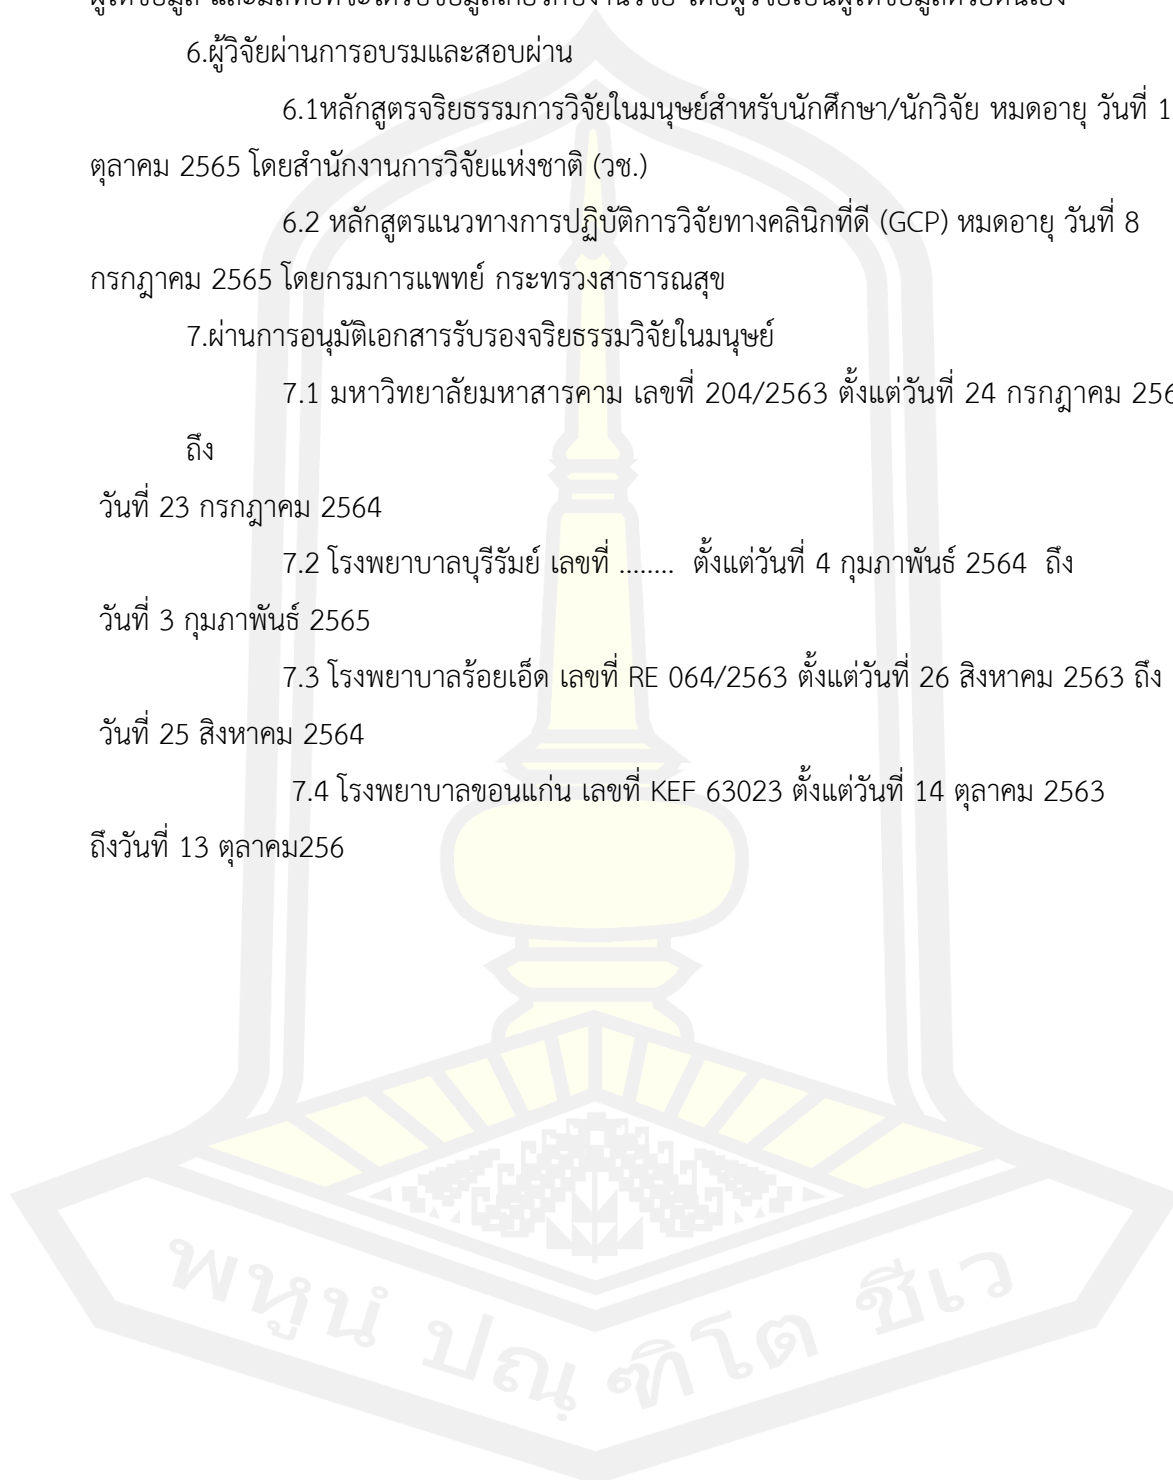 6.ผู้วิจัยผ่านการอบรมและสอบผ่าน
6.1หลักสูตรจริยธรรมการวิจัยในมนุษย์สำหรับนักศึกษา/นักวิจัย หมดอายุ วันที่ 1
ตุลาคม 2565 โดยสำนักงานการวิจัยแห่งชาติ (วช.)
6.2 หลักสูตรแนวทางการปฏิบัติการวิจัยทางคลินิกที่ดี (GCP) หมดอายุ วันที่ 8
กรกฎาคม 2565 โดยกรมการแพทย์ กระทรวงสาธารณสุข
7.ผ่านการอนุมัติเอกสารรับรองจริยธรรมวิจัยในมนุษย์
7.1 มหาวิทยาลัยมหาสารคาม เลขที่ 204/2563 ตั้งแต่วันที่ 24 กรกฎาคม 256
ถึง
วันที่ 23 กรกฎาคม 2564
7.2 โรงพยาบาลบุรีรัมย์ เลขที่ ........ ตั้งแต่วันที่ 4 กุมภาพันธ์ 2564 ถึง
วันที่ 3 กุมภาพันธ์ 2565
7.3 โรงพยาบาลร้อยเอ็ด เลขที่ RE 064/2563 ตั้งแต่วันที่ 26 สิงหาคม 2563 ถึง
วันที่ 25 สิงหาคม 2564
7.4 โรงพยาบาลขอนแก่น เลขที่ KEF 63023 ตั้งแต่วันที่ 14 ตุลาคม 2563
ถึงวันที่ 13 ตุลาคม256
พหูนํ ปณฺฑิโต ชีเว